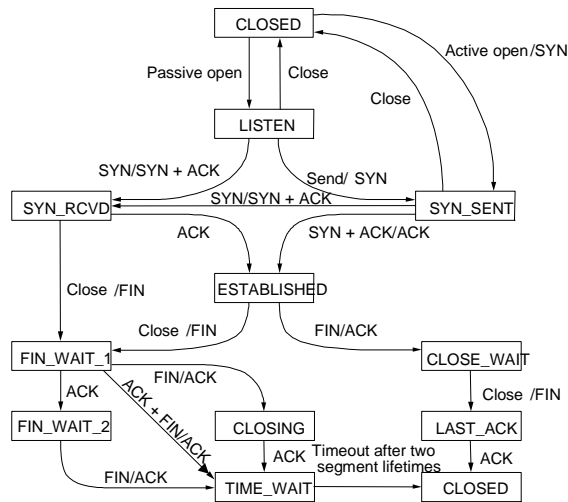 CLOSED
Active open/SYN
Passive open
Close
Close
LISTEN
SYN/SYN + ACK
Send/ SYN
SYN/SYN + ACK
SYN_RCVD
SYN_SENT
ACK
SYN + ACK/ACK
Close /FIN
ESTABLISHED
Close /FIN
FIN/ACK
FIN_WAIT_1
CLOSE_WAIT
FIN/ACK
ACK
ACK + FIN/ACK
Close /FIN
FIN_WAIT_2
CLOSING
LAST_ACK
ACK
Timeout after two
segment lifetimes
ACK
FIN/ACK
TIME_WAIT
CLOSED